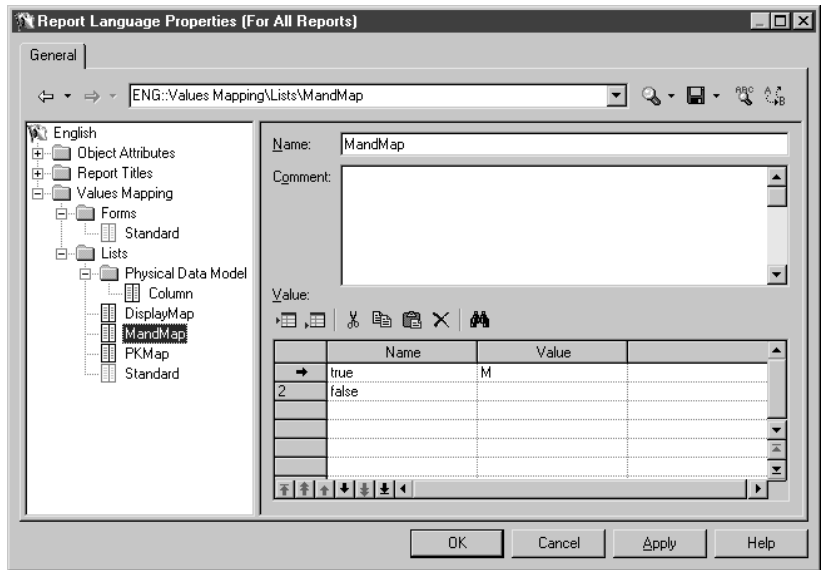 Report Language Properties (For All Reports)
General
ENG::Values Mapping\Lists\MandMap
ABC
A
B
English
Object Attributes
Report Titles
Values Mapping
Forms
Standard
Lists
Physical Data Model
Column
DisplayMap
MandMap
PKMap
Standard
Name: MandMap
Comment:
Value:
Name Value
true M
2 false
OK Cancel Apply Help